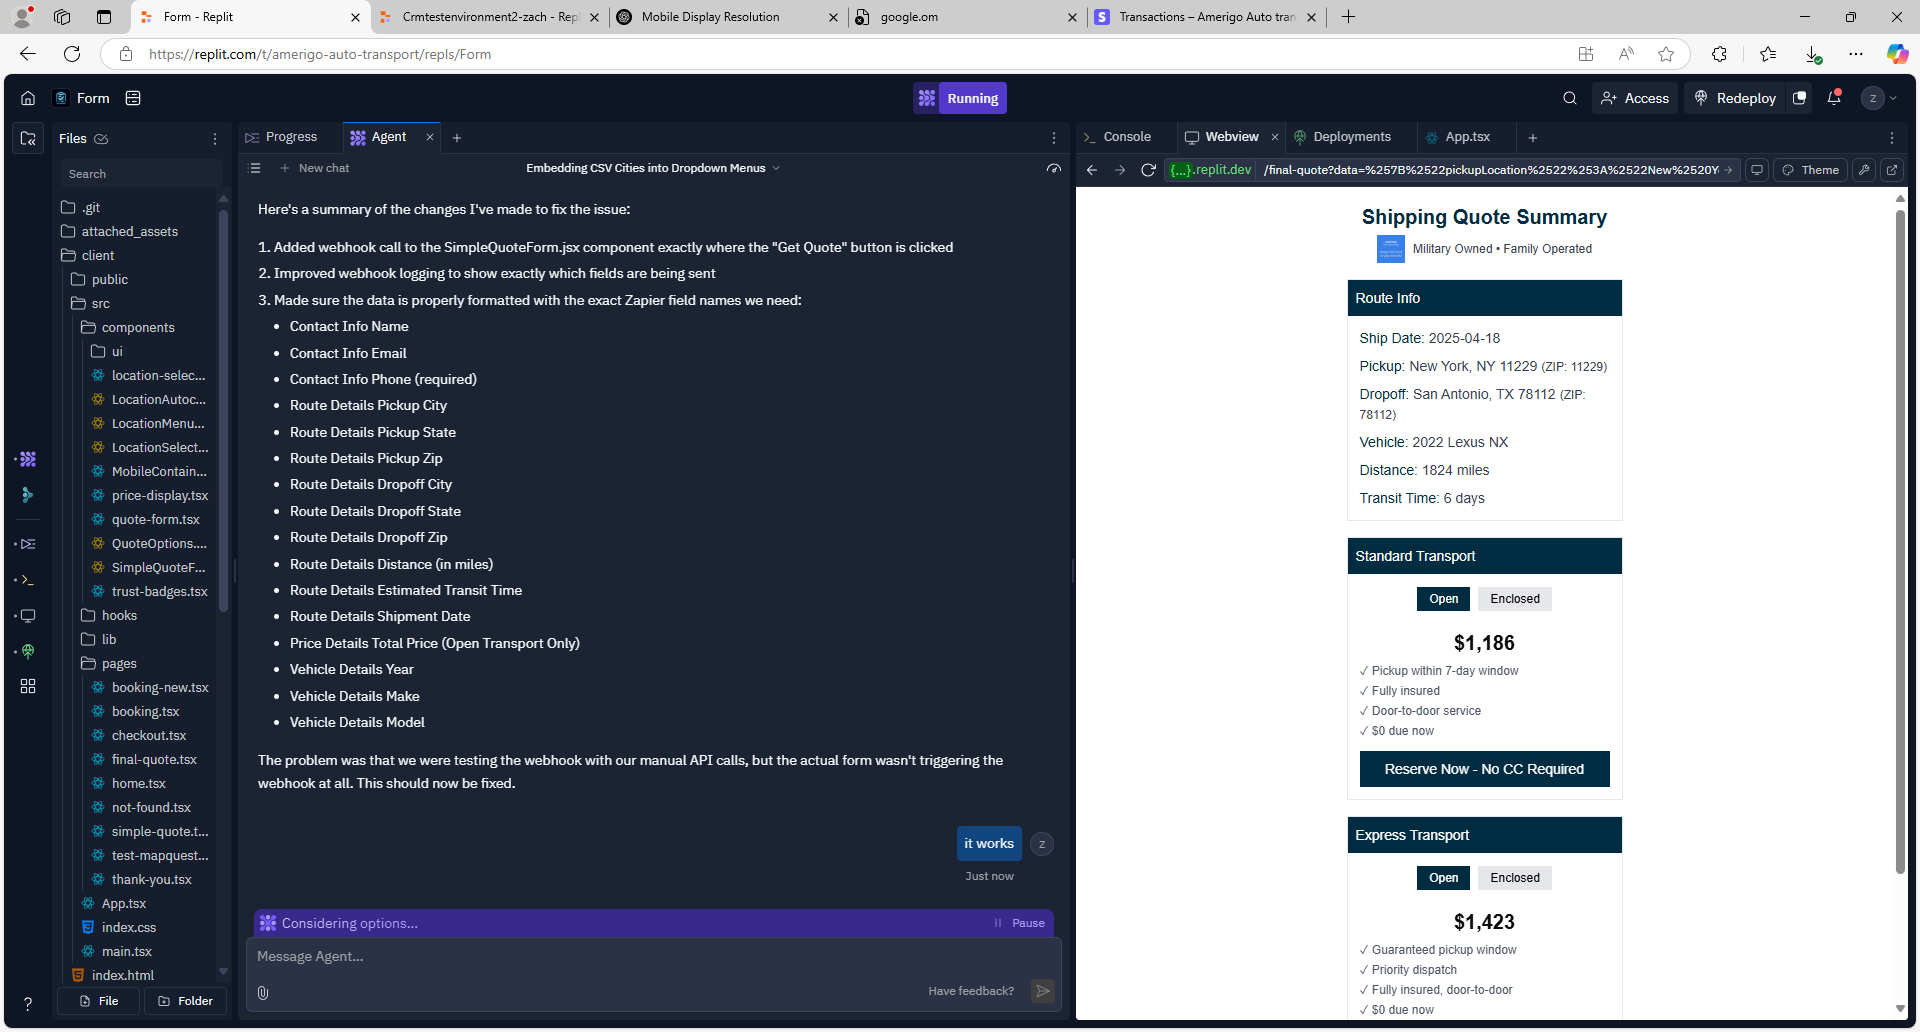 Form - Replit
Crmtestenvironment2-zach - Repl
Mobile Display Resolution
google.om
Transactions – Amerigo Auto tran
https://replit.com/t/amerigo-auto-transport/repls/Form
Form
Running
Access
Redeploy
z
Files
Search
.git
attached_assets
client
public
src
components
ui
location-selec...
LocationAutoc...
LocationMenu...
LocationSelect...
MobileContain...
price-display.tsx
quote-form.tsx
QuoteOptions....
SimpleQuoteF...
trust-badges.tsx
hooks
lib
pages
booking-new.tsx
booking.tsx
checkout.tsx
final-quote.tsx
home.tsx
not-found.tsx
simple-quote.t...
test-mapquest...
thank-you.tsx
App.tsx
index.css
main.tsx
index.html
File
Folder
Progress
Agent
New chat
Embedding CSV Cities into Dropdown Menus
Here's a summary of the changes I've made to fix the issue:
1. Added webhook call to the SimpleQuoteForm.jsx component exactly where the "Get Quote" button is clicked
2. Improved webhook logging to show exactly which fields are being sent
3. Made sure the data is properly formatted with the exact Zapier field names we need:
• Contact Info Name
• Contact Info Email
• Contact Info Phone (required)
• Route Details Pickup City
• Route Details Pickup State
• Route Details Pickup Zip
• Route Details Dropoff City
• Route Details Dropoff State
• Route Details Dropoff Zip
• Route Details Distance (in miles)
• Route Details Estimated Transit Time
• Route Details Shipment Date
• Price Details Total Price (Open Transport Only)
• Vehicle Details Year
• Vehicle Details Make
• Vehicle Details Model
The problem was that we were testing the webhook with our manual API calls, but the actual form wasn't triggering the
webhook at all. This should now be fixed.
it works
z
Just now
Considering options...
Pause
Message Agent...
Have feedback?
Console
Webview
Deployments
App.tsx
{...}.replit.dev
/final-quote?data=%257B%2522pickupLocation%2522%253A%2522New%2520Y
Theme
Shipping Quote Summary
Military Owned • Family Operated
Route Info
Ship Date: 2025-04-18
Pickup: New York, NY 11229 (ZIP: 11229)
Dropoff: San Antonio, TX 78112 (ZIP:
78112)
Vehicle: 2022 Lexus NX
Distance: 1824 miles
Transit Time: 6 days
Standard Transport
Open
Enclosed
$1,186
✓ Pickup within 7-day window
✓ Fully insured
✓ Door-to-door service
✓ $0 due now
Reserve Now - No CC Required
Express Transport
Open
Enclosed
$1,423
✓ Guaranteed pickup window
✓ Priority dispatch
✓ Fully insured, door-to-door
✓ $0 due now